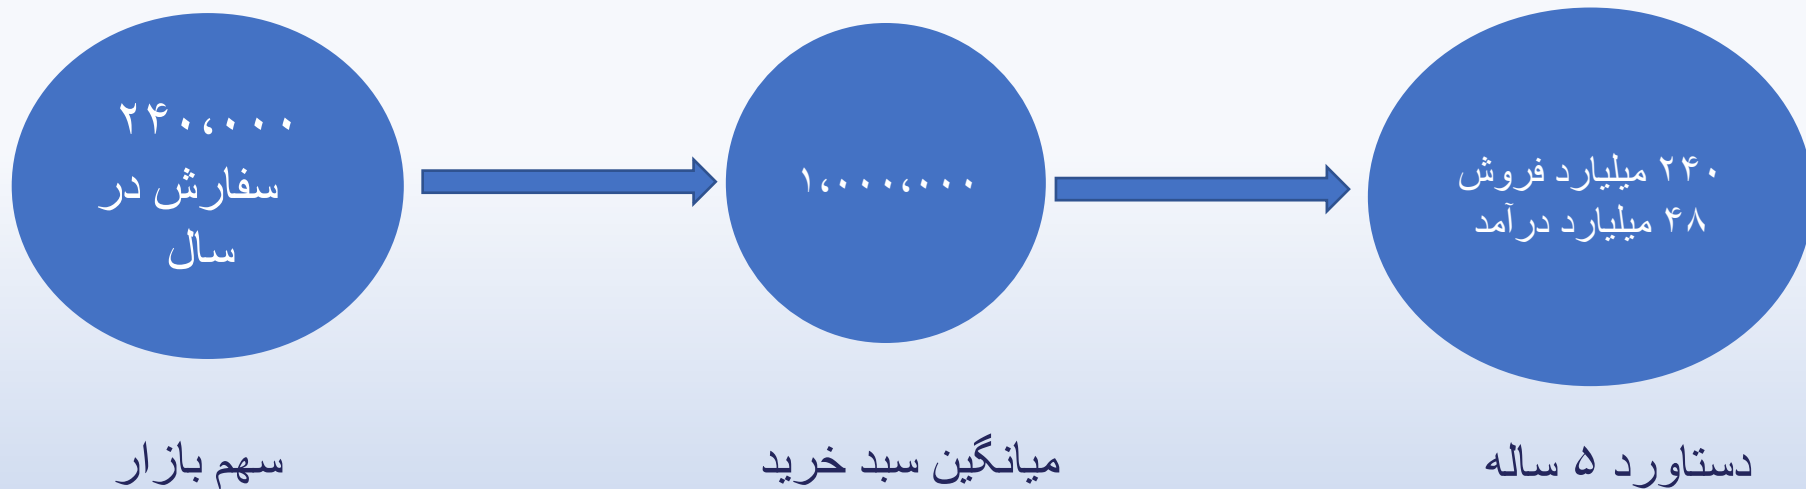 ۲۴۰،۰۰۰
سفارش در
سال
۱،۰۰۰،۰۰۰
۲۴۰ میلیارد فروش
۴۸ میلیارد درآمد
سهم بازار
میانگین سبد خرید
دستاورد ۵ ساله